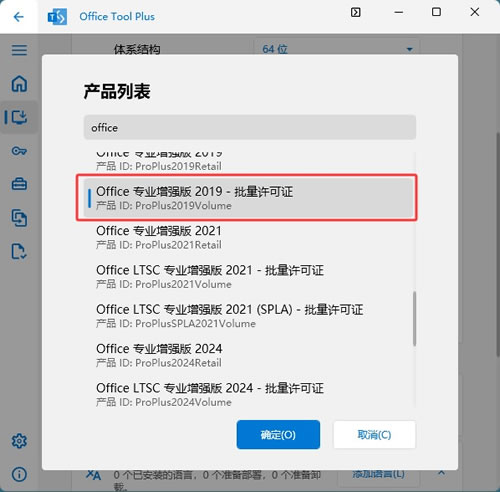 Office Tool Plus
体系结构
64 位
产品列表
office
Office 专业增强版 2019
产品 ID: ProPlus2019Retail
Office 专业增强版 2019 - 批量许可证
产品 ID: ProPlus2019Volume
Office 专业增强版 2021
产品 ID: ProPlus2021Retail
Office LTSC 专业增强版 2021 - 批量许可证
产品 ID: ProPlus2021Volume
Office LTSC 专业增强版 2021 (SPLA) - 批量许可证
产品 ID: ProPlusSPLA2021Volume
Office 专业增强版 2024
产品 ID: ProPlus2024Retail
Office LTSC 专业增强版 2024 - 批量许可证
产品 ID: ProPlus2024Volume
确定(O)
取消(C)
0 个已安装的语言，0 个准备部署，0 个准备卸
载。
添加语言(L)